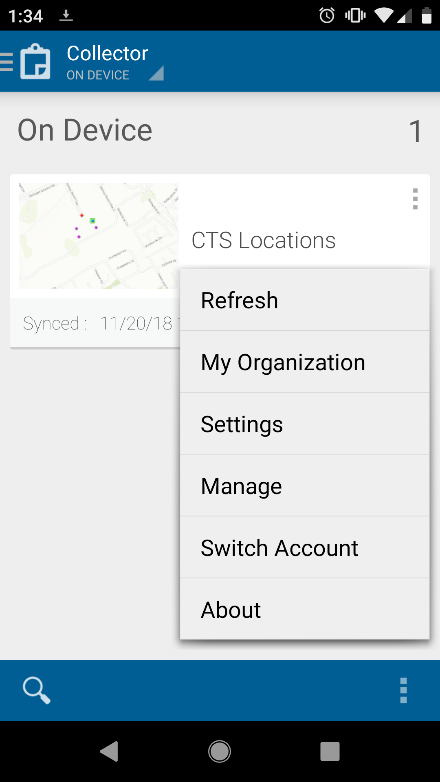 1:34
Collector
ON DEVICE
On Device
1
CTS Locations
Synced : 11/20/18
Refresh
My Organization
Settings
Manage
Switch Account
About